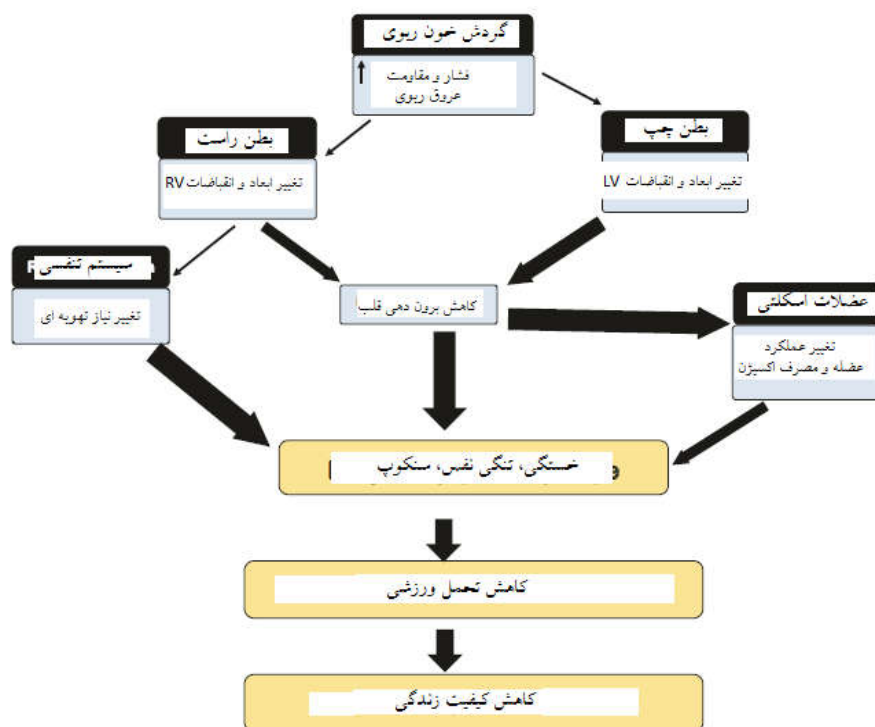 گردش خون ریوی
فشار و مقاومت
عروق ریوی
بطن راست
تغییر ابعاد و انقباضات RV
بطن چپ
تغییر ابعاد و انقباضات LV
سیستم تنفسی
تغییر نیاز تهویه ای
کاهش برون دهی قلب
عضلات اسکلتی
تغییر عملکرد
عضله و مصرف اکسیژن
خستگی، تنگی نفس، سنکوپ
کاهش تحمل ورزشی
کاهش کیفیت زندگی